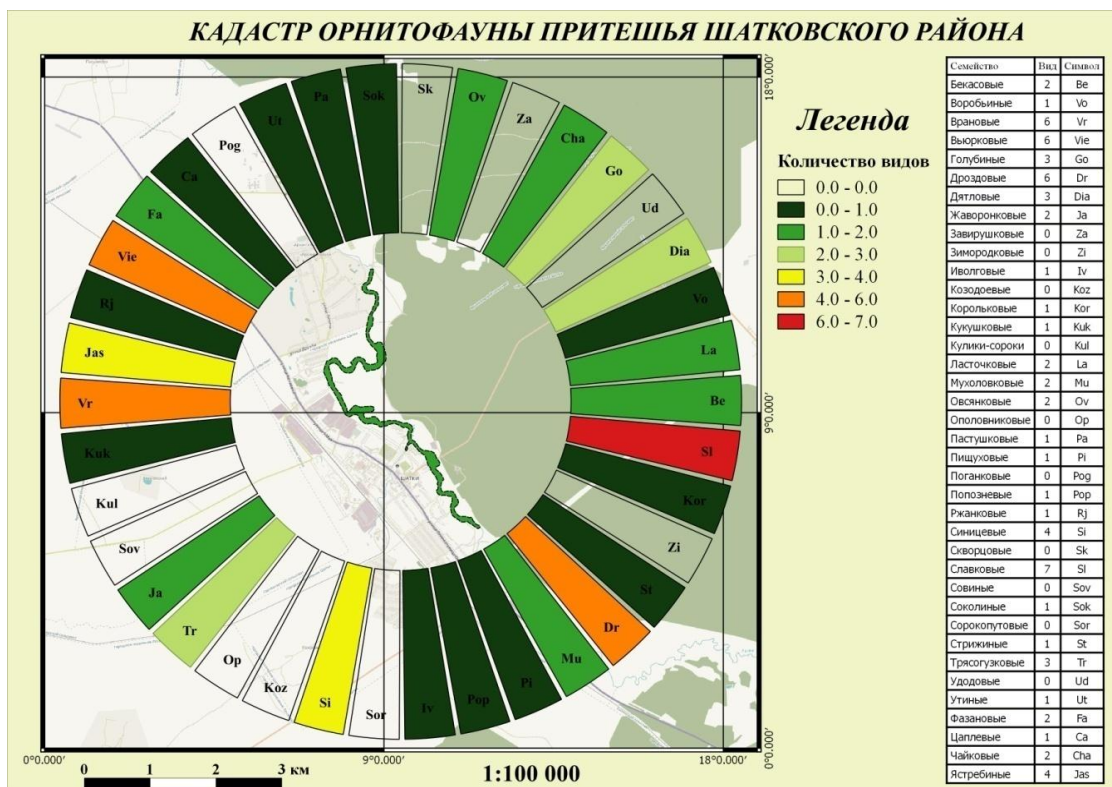 КАДАСТР ОРНИТОФАУНЫ ПРИТЕШЬЯ ШАТКОВСКОГО РАЙОНА
Sk
Ov
Za
Cha
Go
Ud
Dia
Vo
La
Be
Sl
Kor
Zi
St
Dr
Mu
Pi
Pop
Iv
Sor
Si
Koz
Op
Tr
Ja
Sov
Kul
Kuk
Vr
Jas
Rj
Vie
Fa
Ca
Pog
Ut
Pa
Sok
ШАТКИ
18°0.000'
9°0.000'
0°0.000'
0°0.000'
9°0.000'
18°0.000'
0 1 2 3 км
1:100 000
Легенда
Количество видов
0.0 - 0.0
0.0 - 1.0
1.0 - 2.0
2.0 - 3.0
3.0 - 4.0
4.0 - 6.0
6.0 - 7.0
Семейство Вид Символ
Бекасовые 2 Be
Воробьиные 1 Vo
Врановые 6 Vr
Вьюрковые 6 Vie
Голубиные 3 Go
Дроздовые 6 Dr
Дятловые 3 Dia
Жаворонковые 2 Ja
Завирушковые 0 Za
Зимородковые 0 Zi
Иволговые 1 Iv
Козодоевые 0 Koz
Корольковые 1 Kor
Кукушковые 1 Kuk
Кулики-сороки 0 Kul
Ласточковые 2 La
Мухоловковые 2 Mu
Овсянковые 2 Ov
Ополовниковые 0 Op
Пастушковые 1 Pa
Пищуховые 1 Pi
Поганковые 0 Pog
Попозневые 1 Pop
Ржанковые 1 Rj
Синицевые 4 Si
Скворцовые 0 Sk
Славковые 7 Sl
Совиные 0 Sov
Соколиные 1 Sok
Сорокопутовые 0 Sor
Стрижиные 1 St
Трясогузковые 3 Tr
Удодовые 0 Ud
Утиные 1 Ut
Фазановые 2 Fa
Цаплевые 1 Ca
Чайковые 2 Cha
Ястребиные 4 Jas